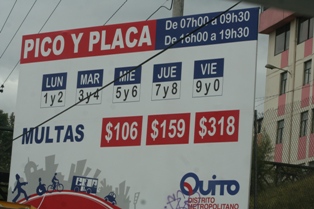 PICO Y PLACA
De 07h00 a 09h30
De 16h00 a 19h30
LUN MAR MIE JUE VIE
1 y 2 3 y 4 5 y 6 7 y 8 9 y 0
MULTAS $106 $159 $318
QUITO
DISTRITO
METROPOLITANO